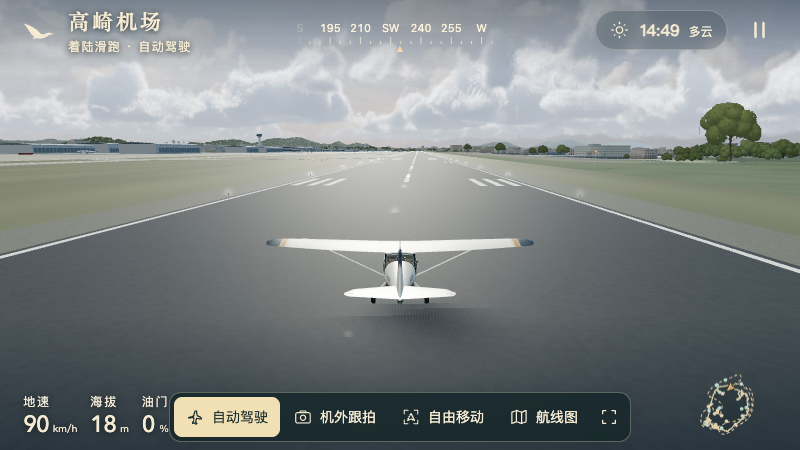 高崎机场
着陆滑跑 · 自动驾驶
S 195 210 SW 240 255 W
14:49 多云
地速 海拔 油门
90 km/h 18 m 0 %
自动驾驶 机外跟拍 自由移动 航线图